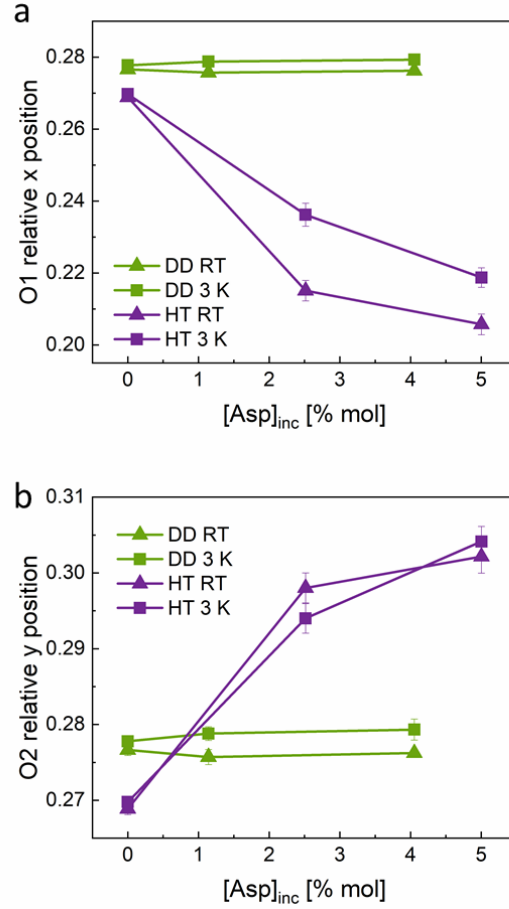 a
0.28
0.26
0.24
0.22
0.20
O1 relative x position
DD RT
DD 3 K
HT RT
HT 3 K
0 1 2 3 4 5
[Asp]inc [% mol]
b
0.31
0.30
0.29
0.28
0.27
O2 relative y position
DD RT
DD 3 K
HT RT
HT 3 K
0 1 2 3 4 5
[Asp]inc [% mol]